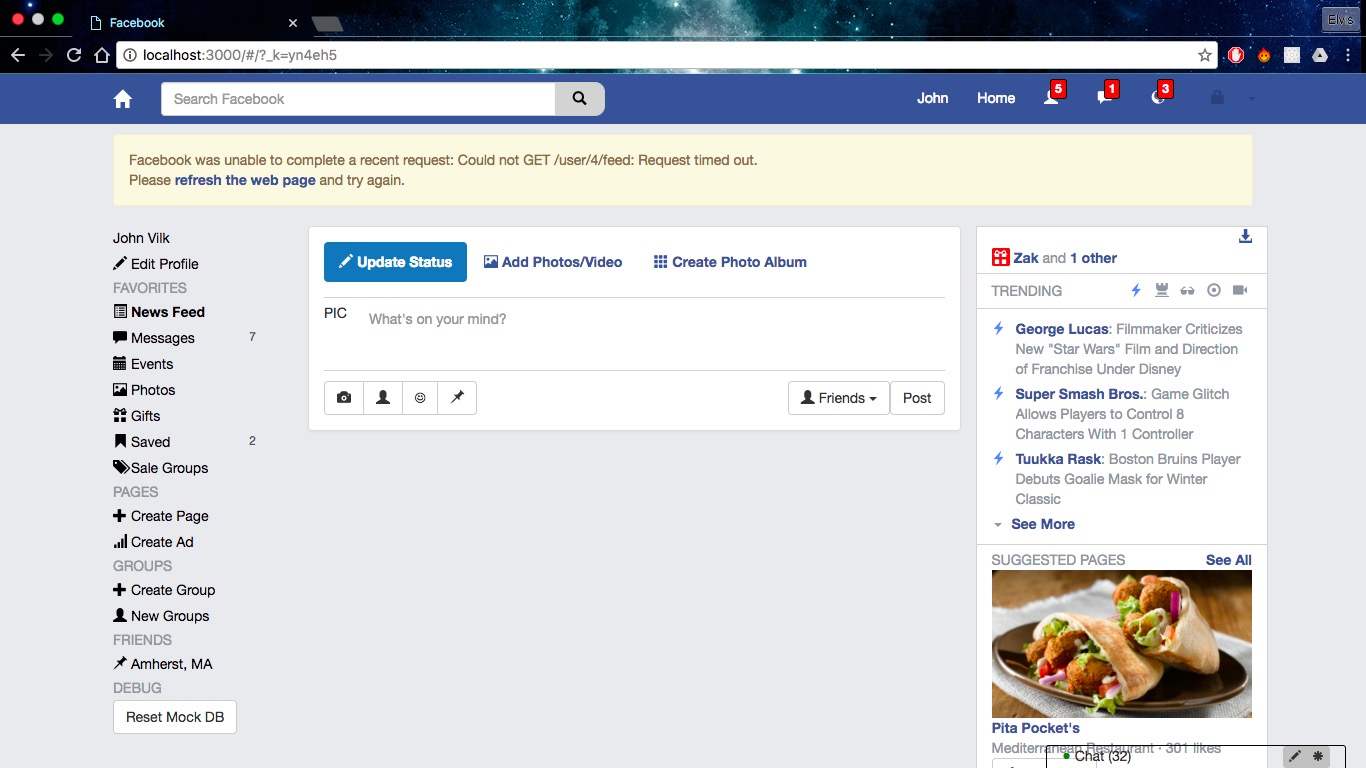 Facebook
Elvis
localhost:3000/#/?_k=yn4eh5
Search Facebook
John
Home
5
1
3
Facebook was unable to complete a recent request: Could not GET /user/4/feed: Request timed out.
Please refresh the web page and try again.
John Vilk
Edit Profile
FAVORITES
News Feed
Messages 7
Events
Photos
Gifts
Saved 2
Sale Groups
PAGES
Create Page
Create Ad
GROUPS
Create Group
New Groups
FRIENDS
Amherst, MA
DEBUG
Reset Mock DB
Update Status
Add Photos/Video
Create Photo Album
PIC
What's on your mind?
Friends
Post
Zak and 1 other
TRENDING
George Lucas: Filmmaker Criticizes
New "Star Wars" Film and Direction
of Franchise Under Disney
Super Smash Bros.: Game Glitch
Allows Players to Control 8
Characters With 1 Controller
Tuukka Rask: Boston Bruins Player
Debuts Goalie Mask for Winter
Classic
See More
SUGGESTED PAGES See All
Pita Pocket's
Mediterranean Restaurant · 301 likes
Chat (32)